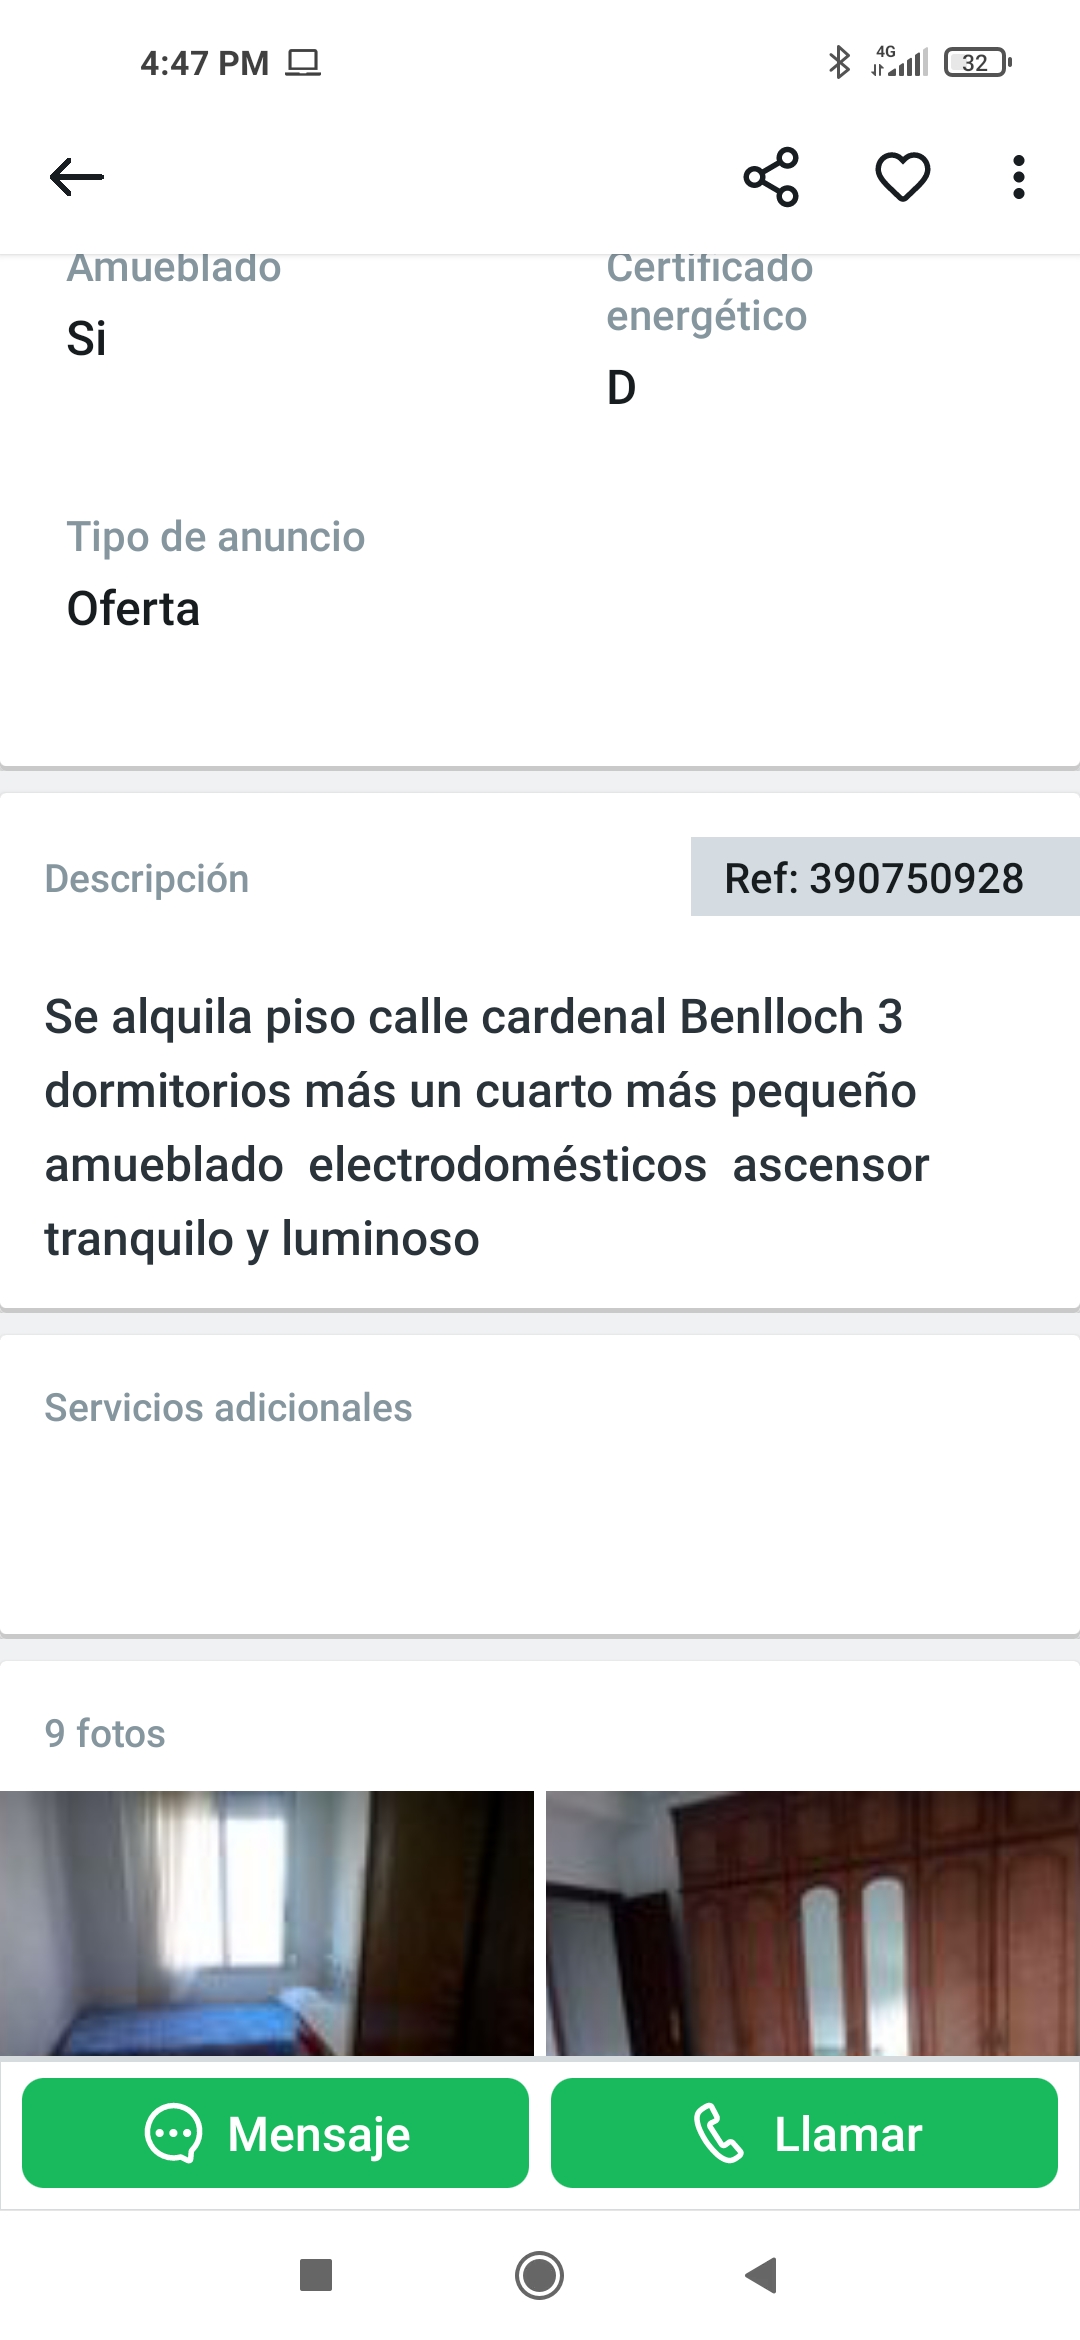 4:47 PM
4G
32
Amueblado
Certificado
energético
Si
D
Tipo de anuncio
Oferta
Descripción
Ref: 390750928
Se alquila piso calle cardenal Benlloch 3
dormitorios más un cuarto más pequeño
amueblado  electrodomésticos  ascensor
tranquilo y luminoso
Servicios adicionales
9 fotos
Mensaje
Llamar